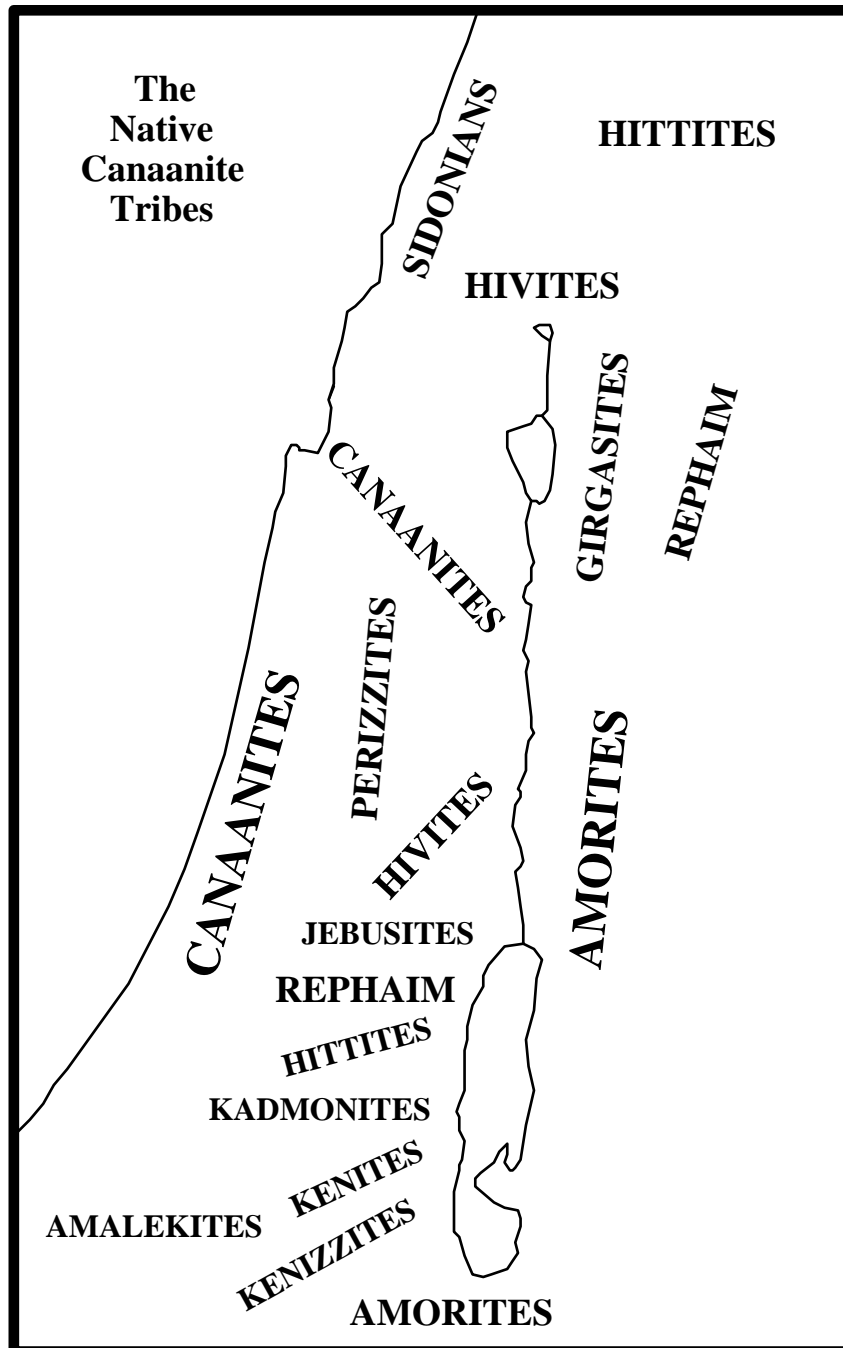 The
Native
Canaanite
Tribes
SIDONIANS
HITTITES
HIVITES
GIRGASITES
REPHAIM
CANAANITES
PERIZZITES
CANAANITES
HIVITES
AMORITES
JEBUSITES
REPHAIM
HITTITES
KADMONITES
KENITES
AMALEKITES
KENIZZITES
AMORITES